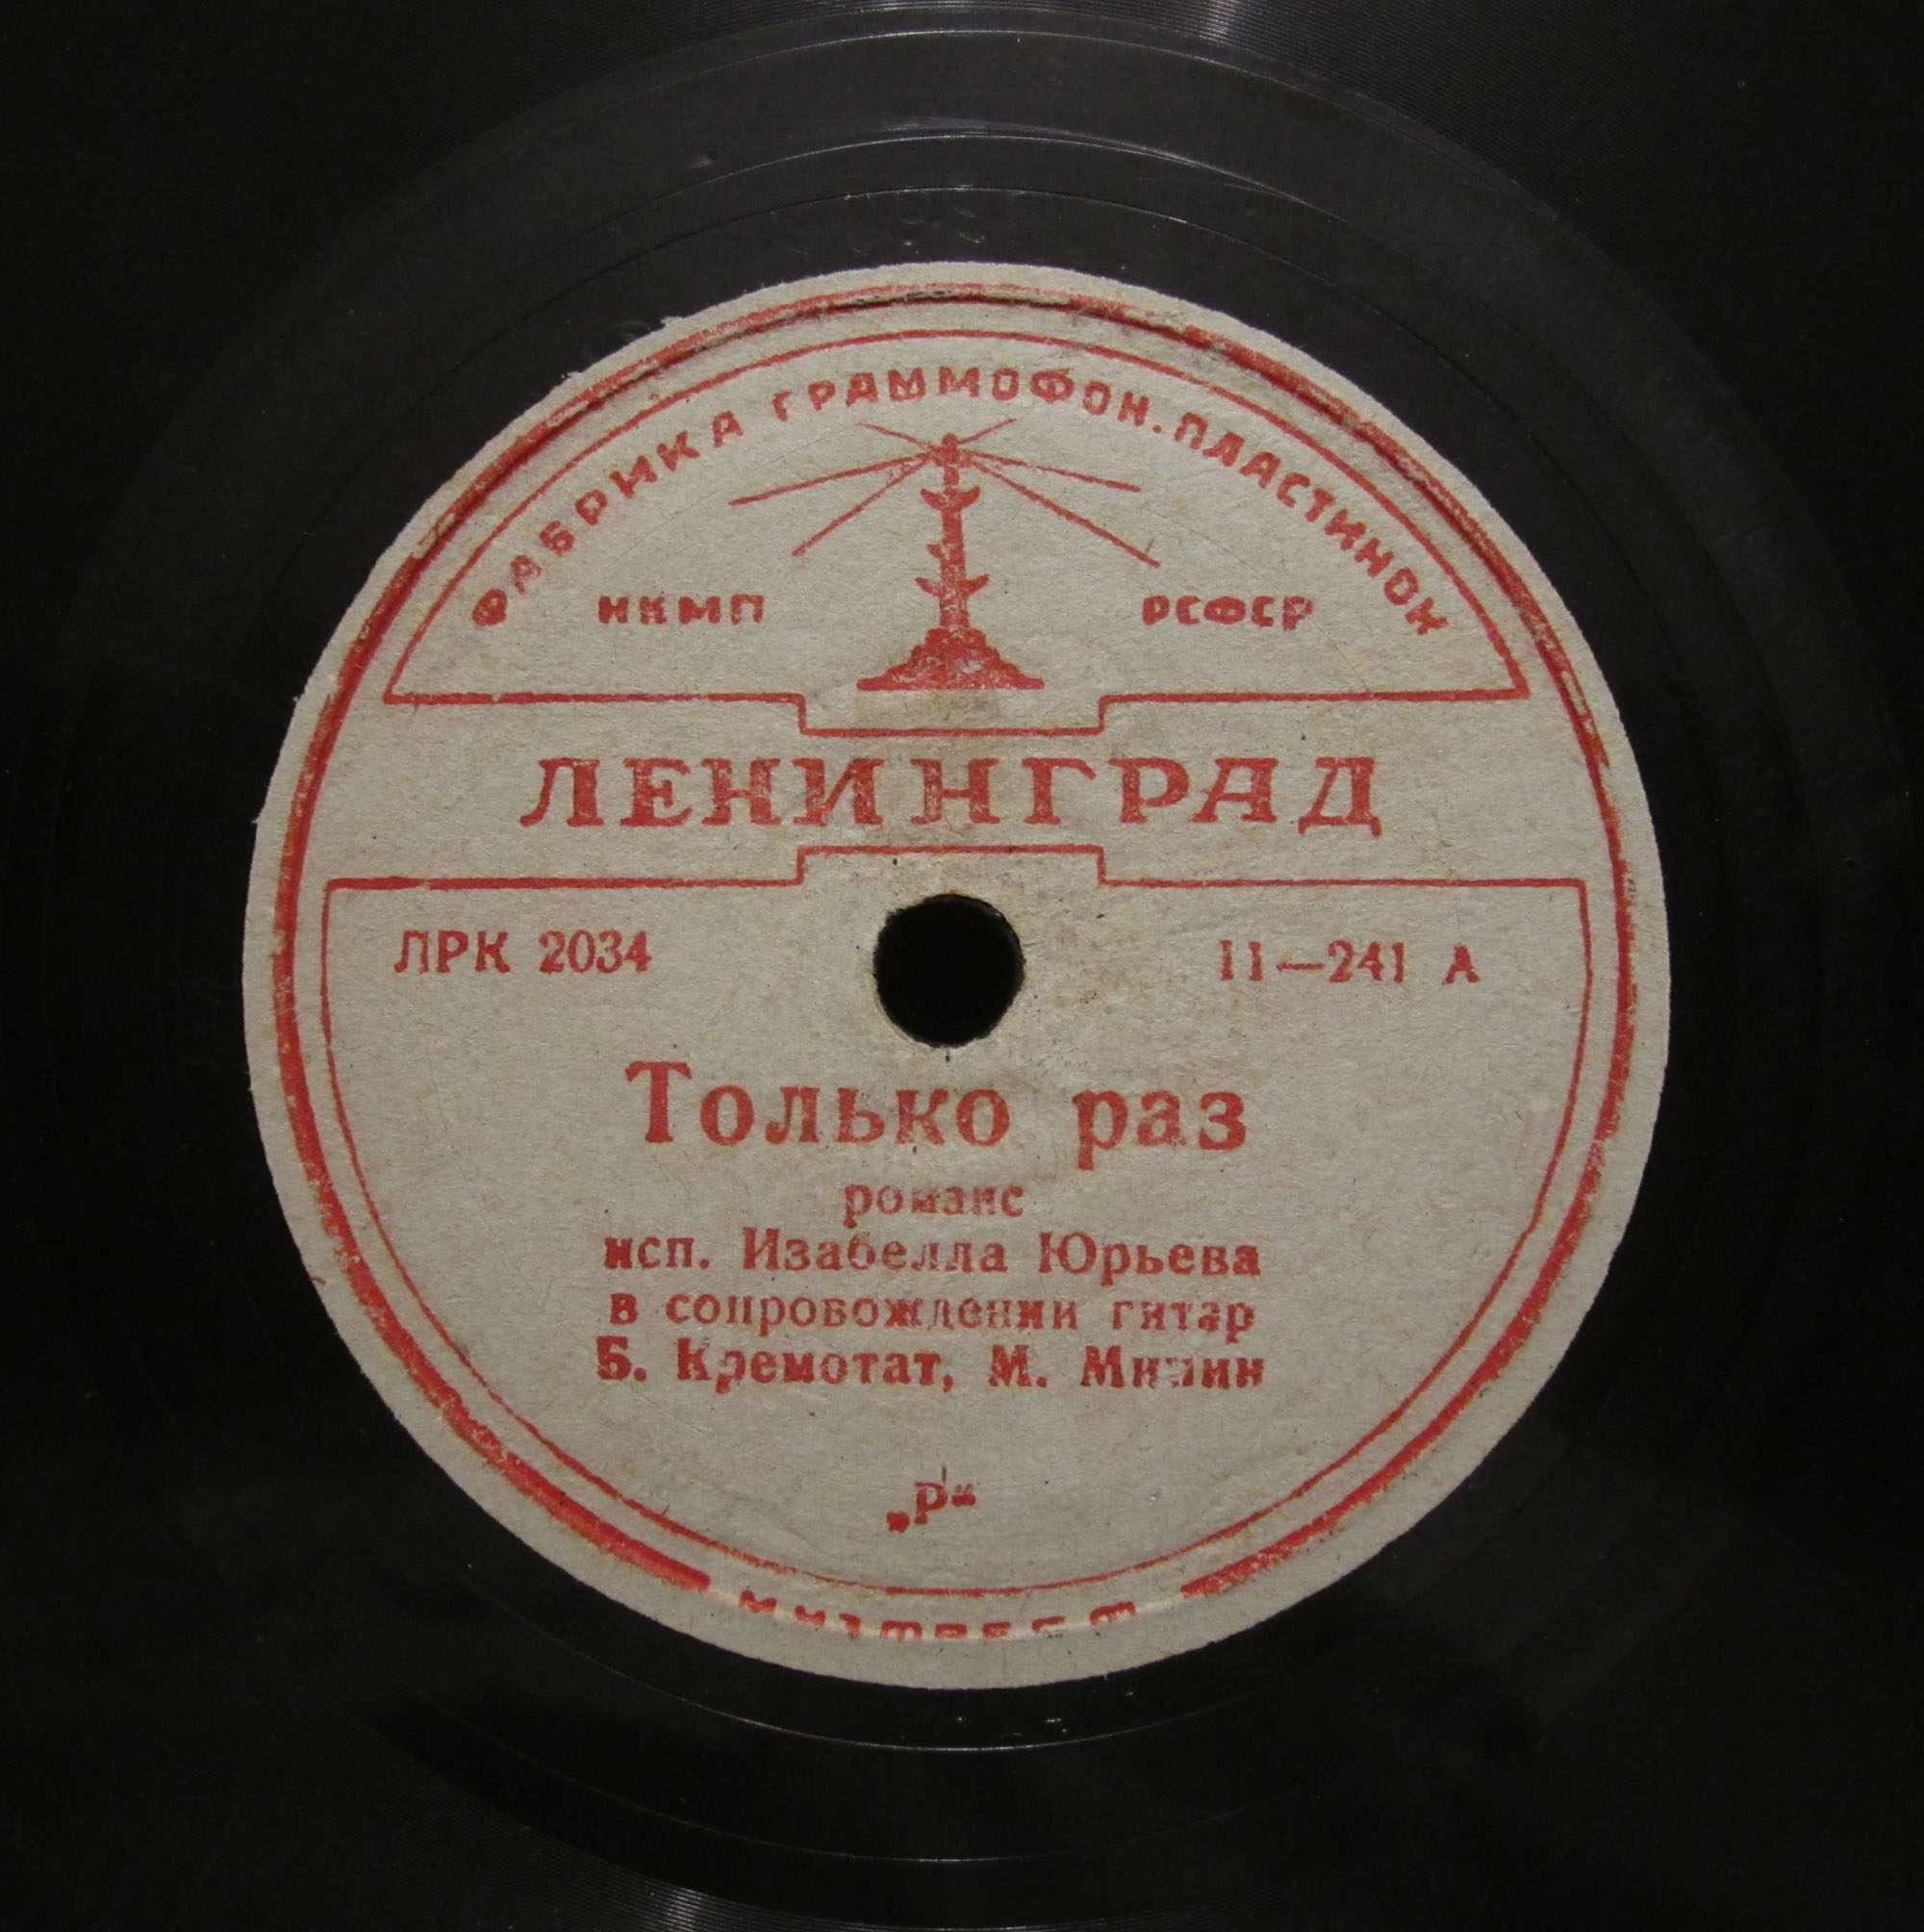 ФАБРИКА ГРАММОФОН. ПЛАСТИНОК
НКМП РСФСР
ЛЕНИНГРАД
ЛРК 2034 11—241 А
Только раз
романс
исп. Изабелла Юрьева
в сопровождении гитар
Б. Кремотат, М. Минин
„Р“